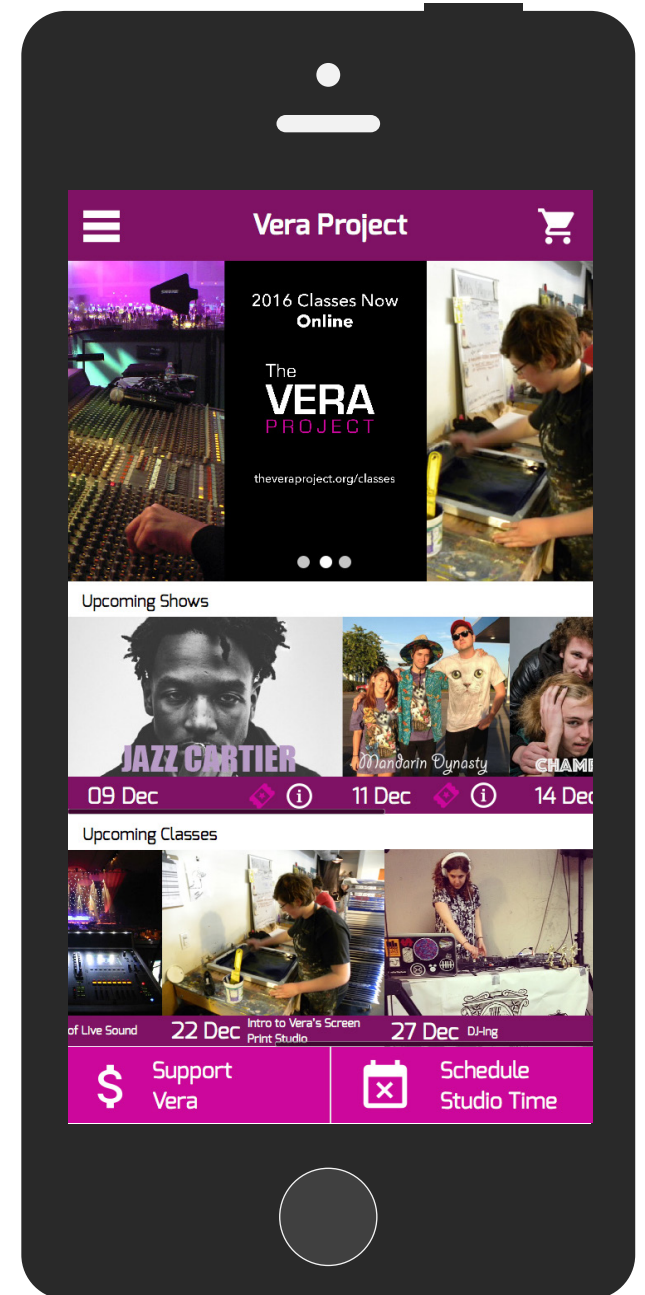 Vera Project
2016 Classes Now
Online
The
VERA
PROJECT
theveraproject.org/classes
Upcoming Shows
JAZZ CARTIER
Mandarin Dynasty
CHAM
09 Dec
11 Dec
14 Dec
Upcoming Classes
of Live Sound
22 Dec
Intro to Vera's Screen
Print Studio
27 Dec
DJ-ing
Support
Vera
Schedule
Studio Time